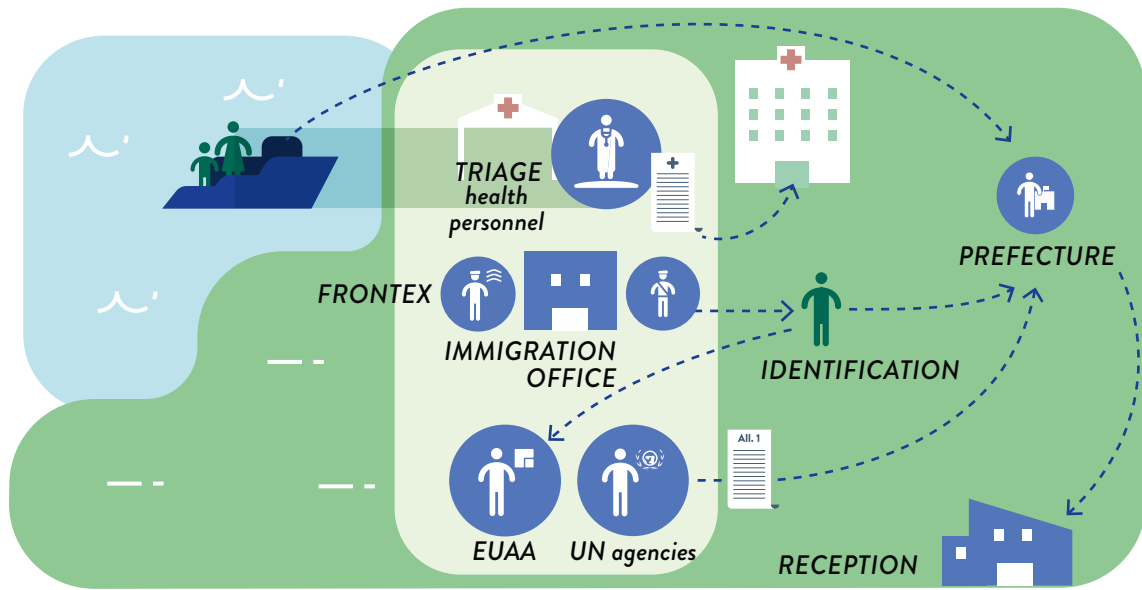 TRIAGE
health
personnel
PREFECTURE
FRONTEX
IMMIGRATION
OFFICE
IDENTIFICATION
All. 1
EUAA
UN agencies
RECEPTION